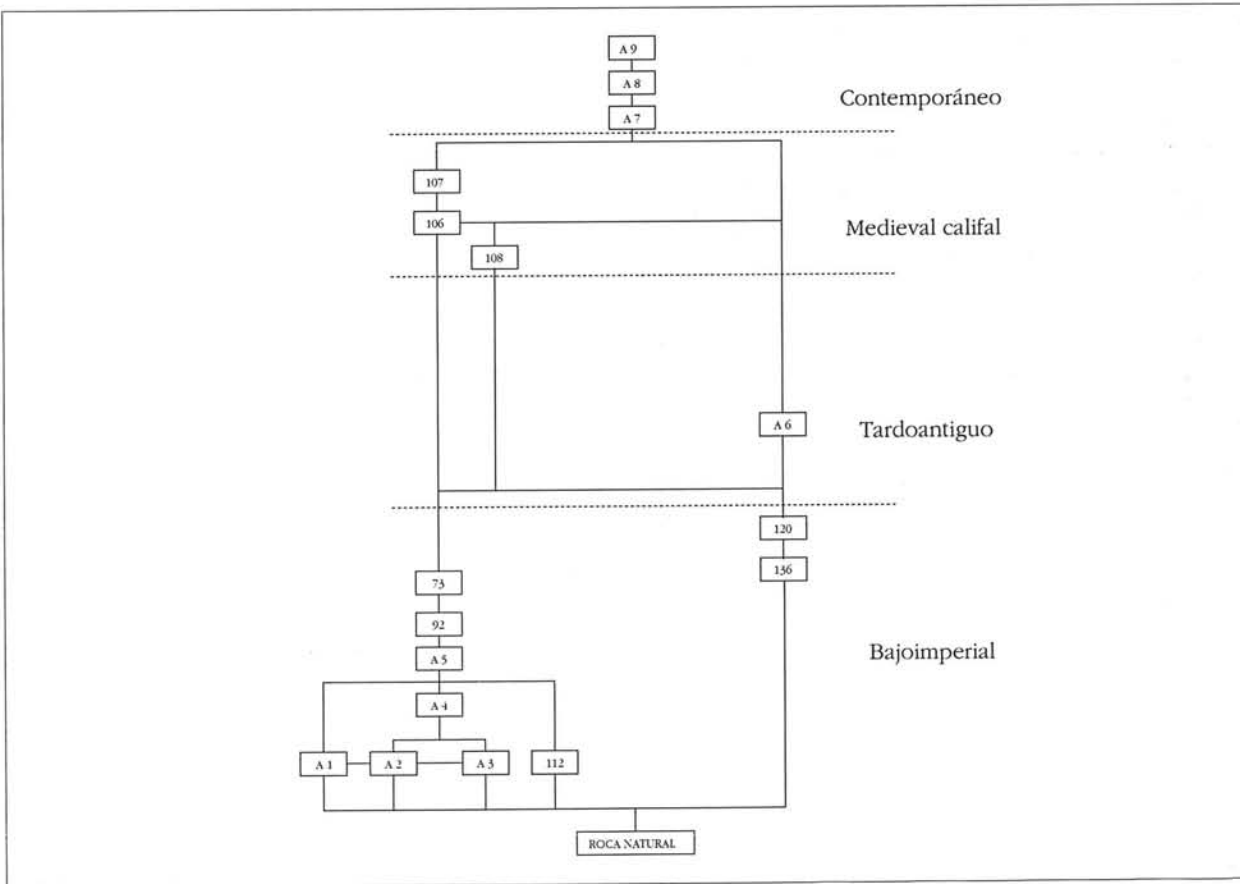 A 9
A 8
Contemporáneo
A 7
107
106
Medieval califal
108
A 6
Tardoantiguo
120
136
73
92
A 5
Bajoimperial
A 4
A 1
A 2
A 3
112
ROCA NATURAL